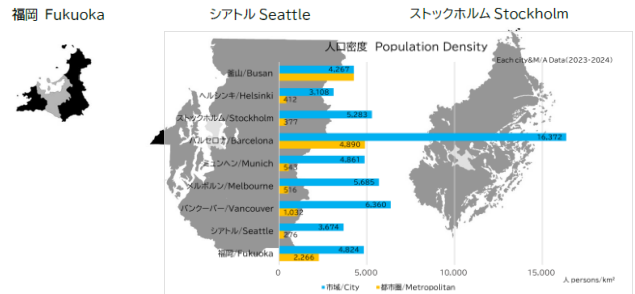 福岡 Fukuoka
シアトル Seattle
ストックホルム Stockholm
人口密度 Population Density
Each city&M/A Data(2023-2024)
釜山/Busan
4,267
ヘルシンキ/Helsinki
3,108
412
ストックホルム/Stockholm
5,283
377
バルセロナ/Barcelona
16,372
4,890
ミュンヘン/Munich
4,861
543
メルボルン/Melbourne
5,685
516
バンクーバー/Vancouver
6,360
1,032
シアトル/Seattle
3,674
276
福岡/Fukuoka
4,824
2,266
0 5,000 10,000 15,000
人 persons/km²
市域/City 都市圏/Metropolitan